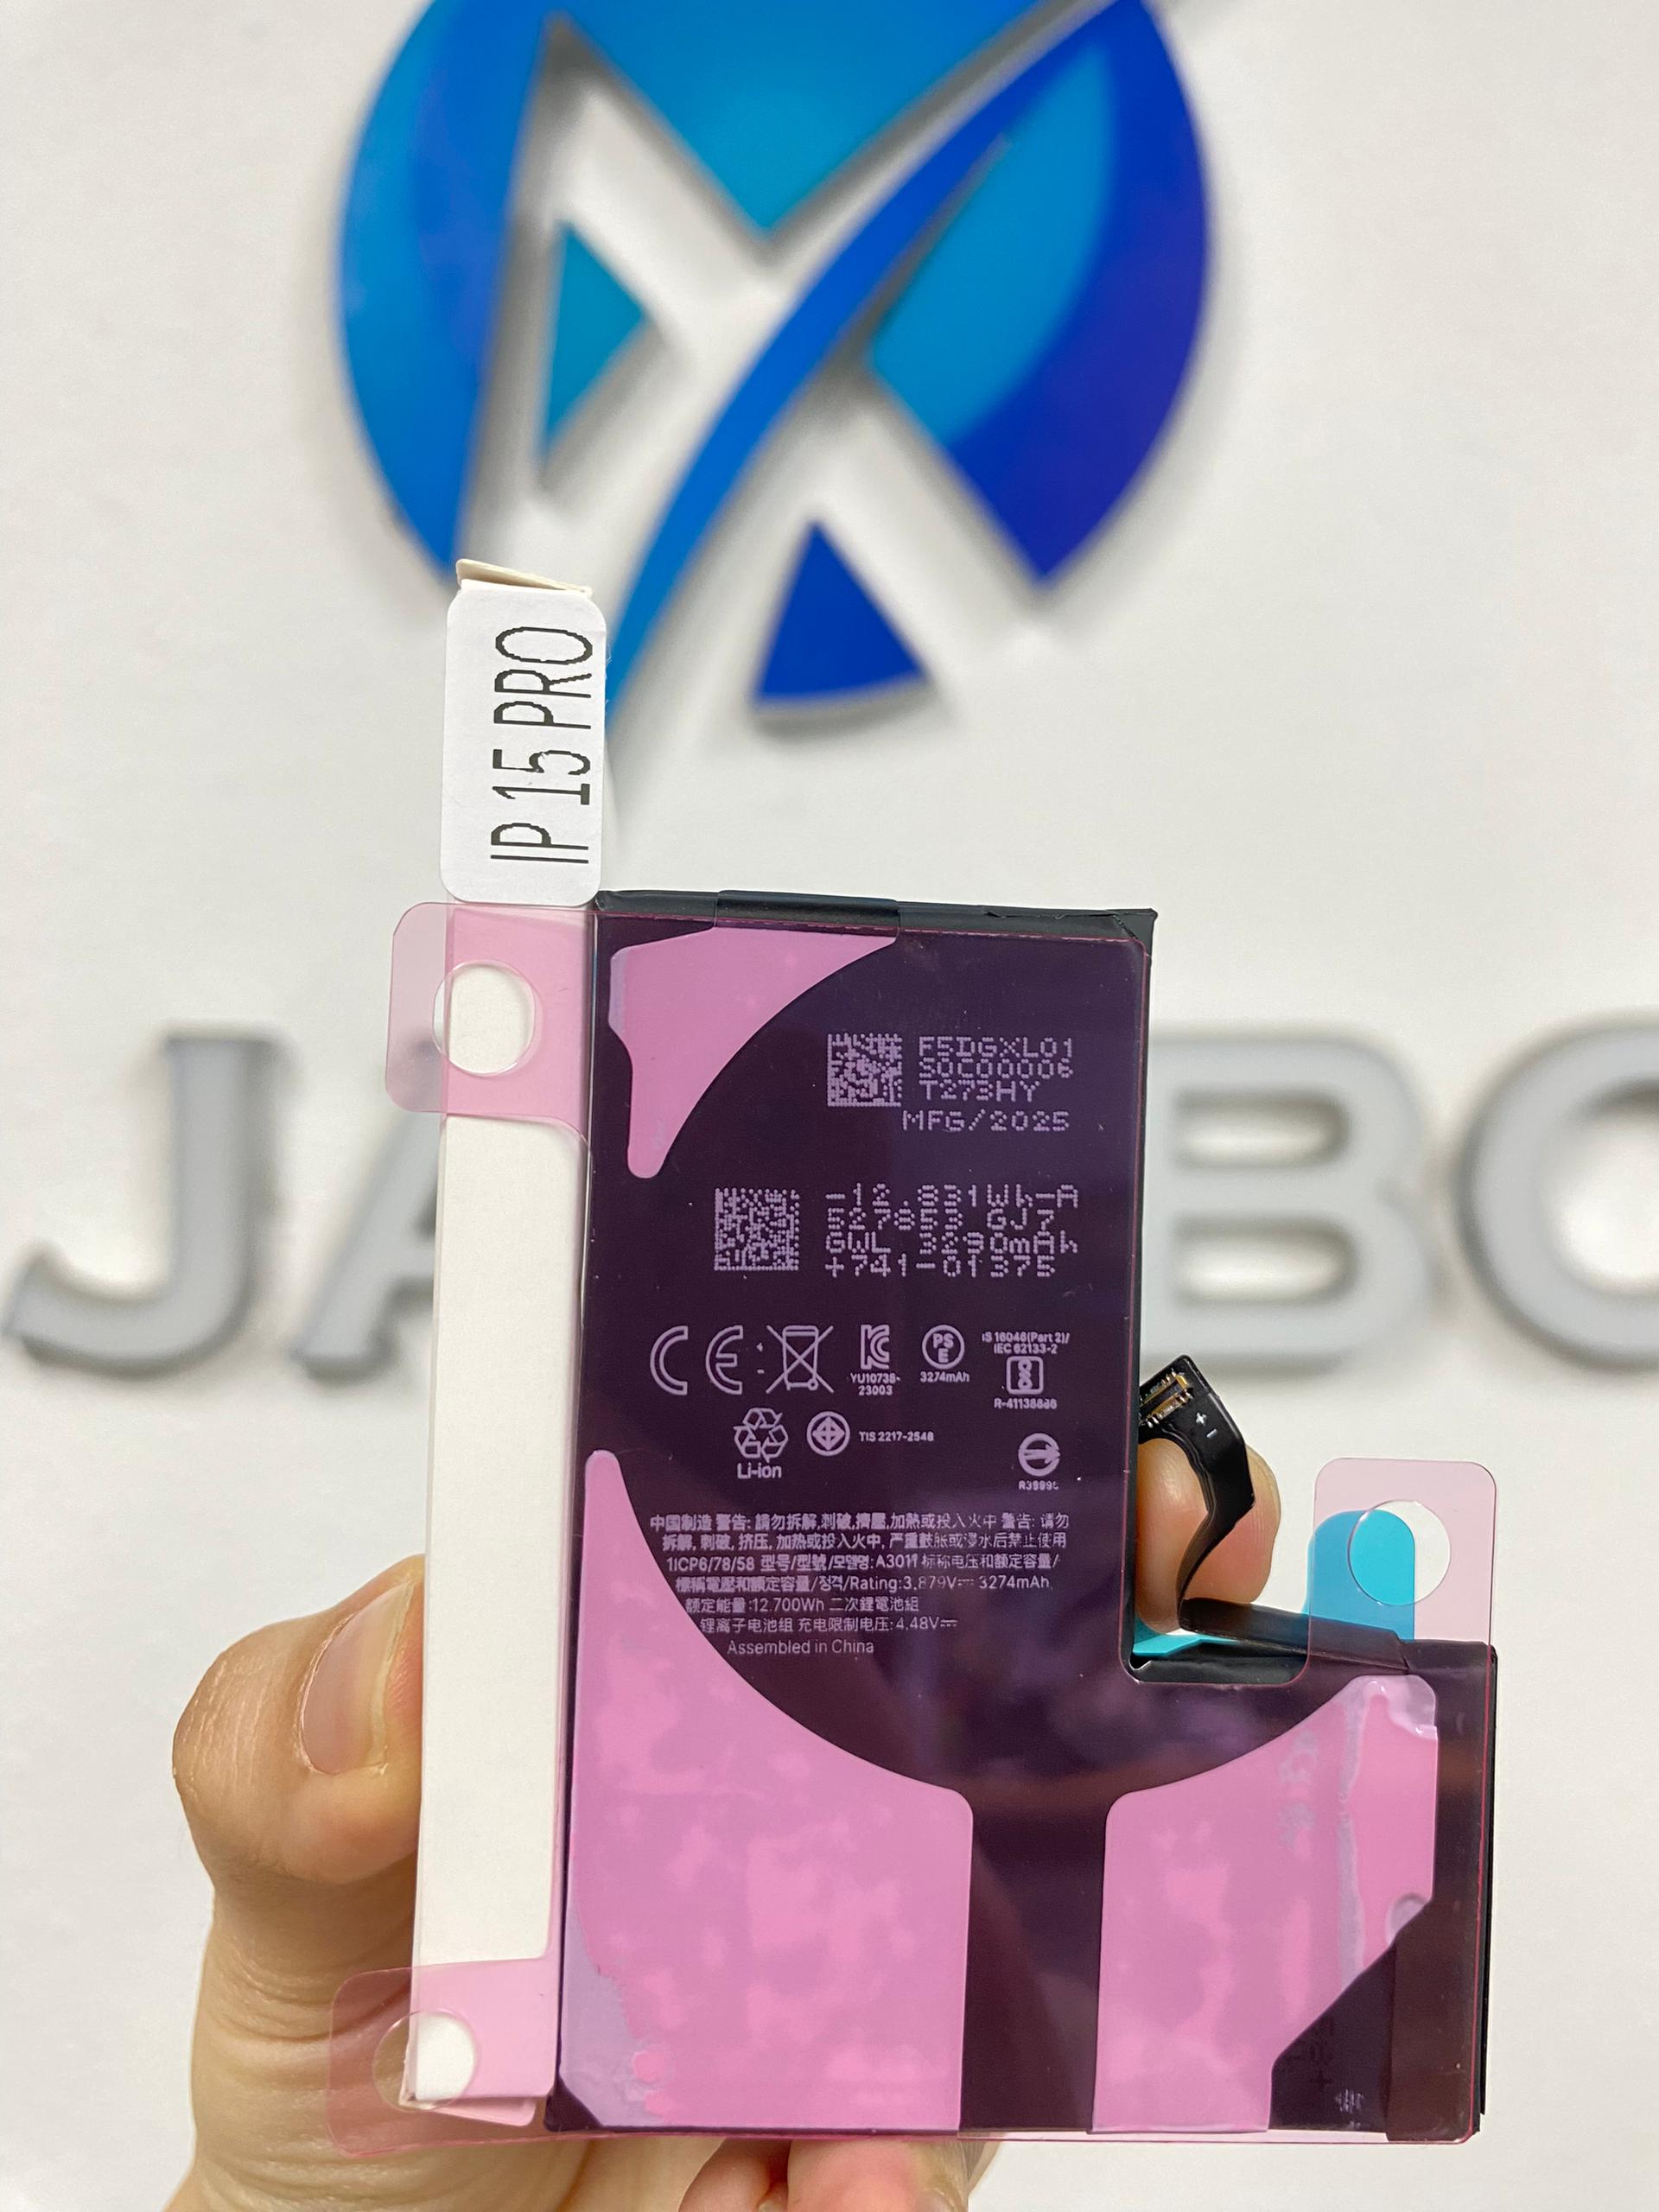 IP 15 PRO
F5DGXL01
S0C00006
T273HY
MFG/2025
-12.831Wh-A
527853 GJ7
GWL 3290mAh
+741-01375
CE
YU10738-
23003
PS
E
3274mAh
IS 16046(Part 2)/
IEC 62133-2
R-41138886
Li-ion
TIS 2217-2548
中国制造 警告: 請勿拆解,刺破,擠壓,加熱或投入火中 警告: 请勿
拆解, 刺破, 挤压, 加热或投入火中, 严重鼓胀或浸水后禁止使用
1ICP6/78/58 型号/型號/모델명: A3011 标称电压和额定容量/
標稱電壓和額定容量/정격/Rating:3.879V⎓ 3274mAh
额定能量:12.700Wh 二次鋰電池組
锂离子电池组 充电限制电压: 4.48V⎓
Assembled in China
+ -
JABO